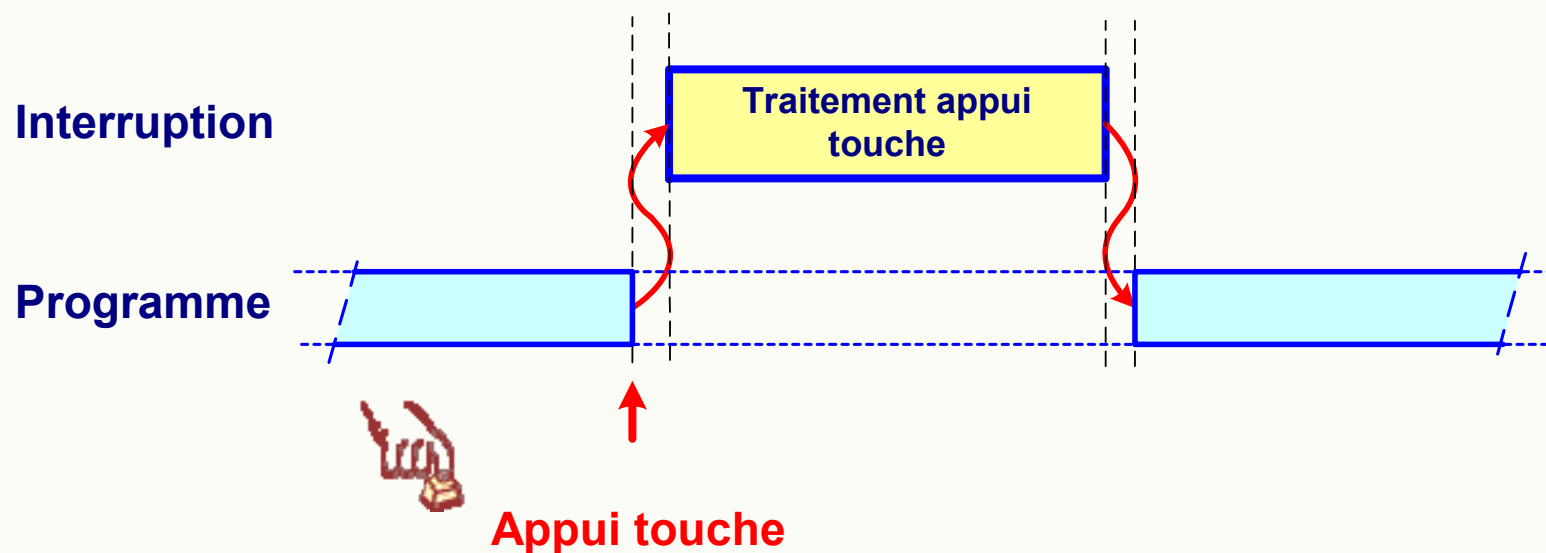 Interruption
Traitement appui
touche
Programme
Appui touche